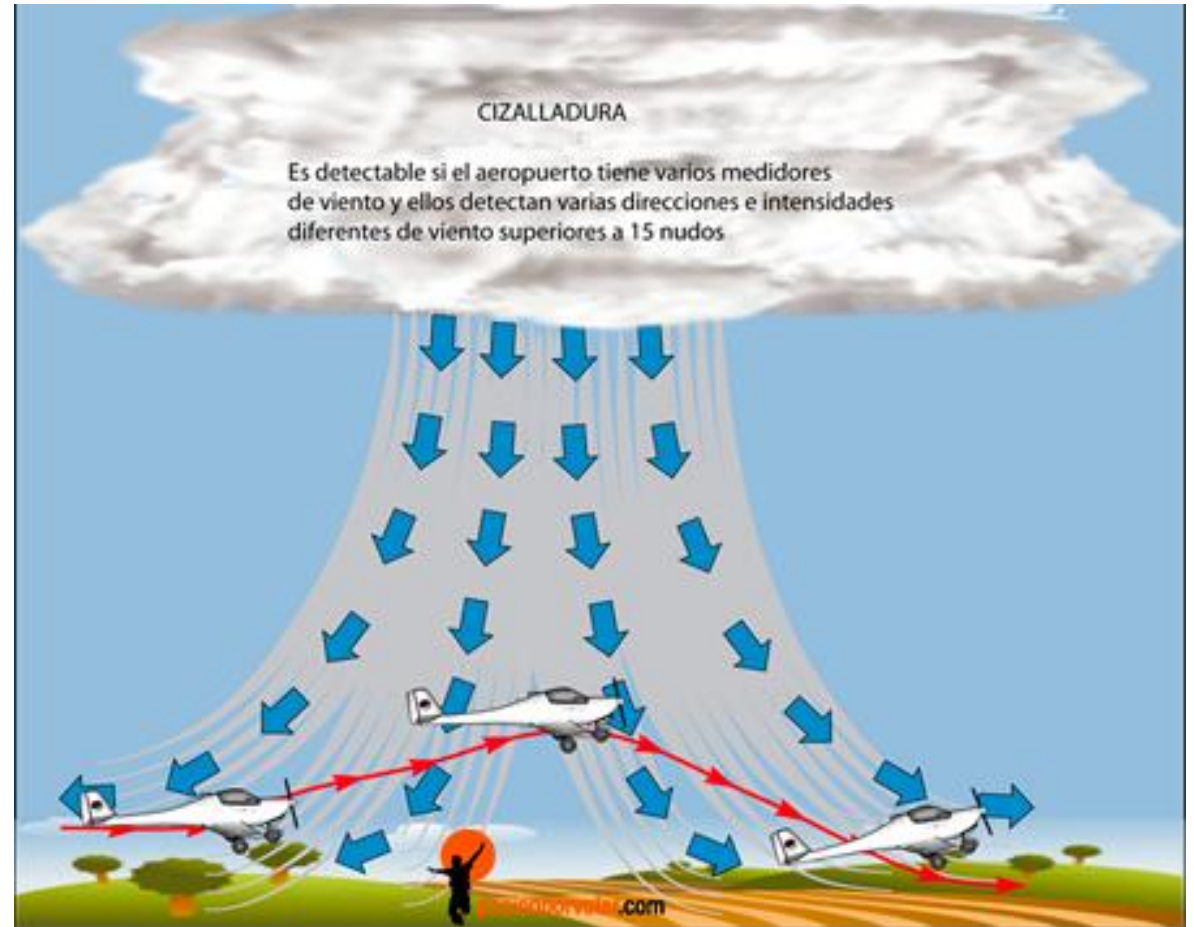 CIZALLADURA
Es detectable si el aeropuerto tiene varios medidores
de viento y ellos detectan varias direcciones e intensidades
diferentes de viento superiores a 15 nudos
.com